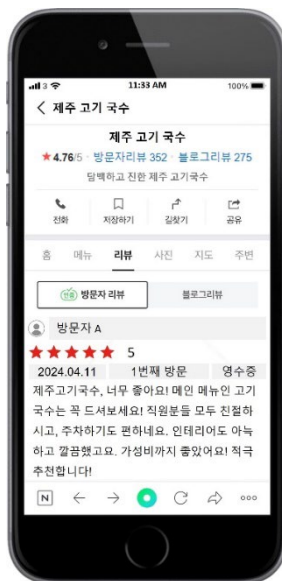 11:33 AM
100%
제주 고기 국수
제주 고기 국수
★4.76/5 · 방문자리뷰 352 · 블로그리뷰 275
담백하고 진한 제주 고기국수
전화 저장하기 길찾기 공유
홈 메뉴 리뷰 사진 지도 주변
방문자 리뷰 블로그리뷰
방문자 A
★★★★★ 5
2024.04.11 1번째 방문 영수증
제주고기국수, 너무 좋아요! 메인 메뉴인 고기
국수는 꼭 드셔보세요! 직원분들 모두 친절하
시고, 주차하기도 편하네요. 인테리어도 아늑
하고 깔끔했고요. 가성비까지 좋았어요! 적극
추천합니다!
N